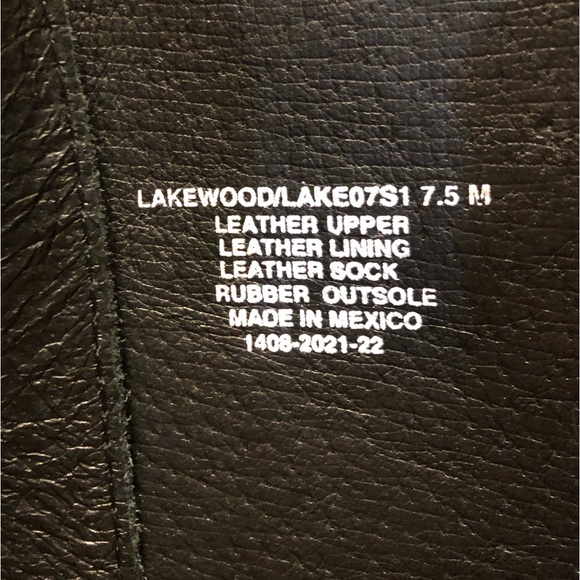 LAKEWOOD/LAKE07S1 7.5 M
LEATHER UPPER
LEATHER LINING
LEATHER SOCK
RUBBER OUTSOLE
MADE IN MEXICO
1408-2021-22